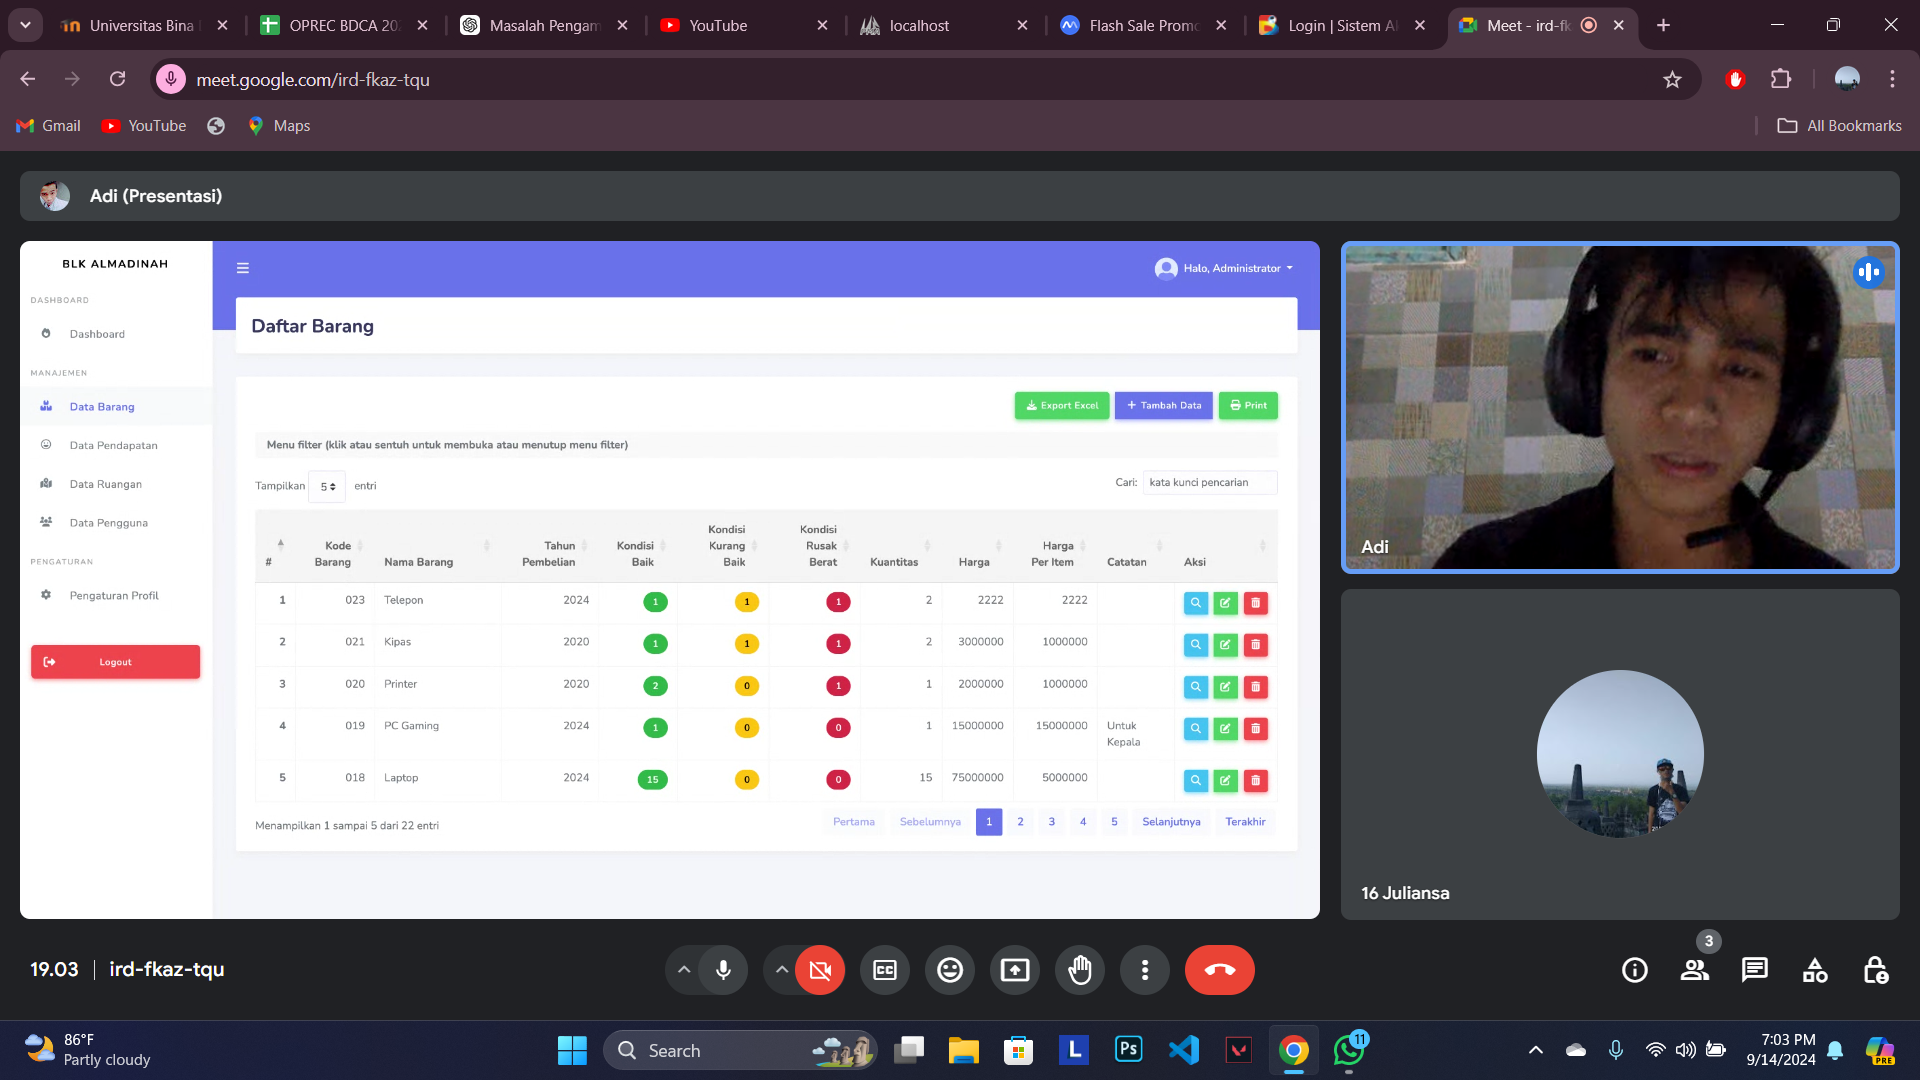 Universitas Bina
OPREC BDCA 20
Masalah Pengam
YouTube
localhost
Flash Sale Promo
Login | Sistem A
Meet - ird-fk
meet.google.com/ird-fkaz-tqu
Gmail
YouTube
Maps
All Bookmarks
Adi (Presentasi)
BLK ALMADINAH
DASHBOARD
Dashboard
MANAJEMEN
Data Barang
Data Pendapatan
Data Ruangan
Data Pengguna
PENGATURAN
Pengaturan Profil
Logout
Halo, Administrator
Daftar Barang
Export Excel
+ Tambah Data
Print
Menu filter (klik atau sentuh untuk membuka atau menutup menu filter)
Tampilkan 5 entri
Cari: kata kunci pencarian
# Kode Barang Nama Barang Tahun Pembelian Kondisi Baik Kondisi Kurang Baik Kondisi Rusak Berat Kuantitas Harga Harga Per Item Catatan Aksi
1 023 Telepon 2024 1 1 1 2 2222 2222
2 021 Kipas 2020 1 1 1 2 3000000 1000000
3 020 Printer 2020 2 0 1 1 2000000 1000000
4 019 PC Gaming 2024 1 0 0 1 15000000 15000000 Untuk Kepala
5 018 Laptop 2024 15 0 0 15 75000000 5000000
Menampilkan 1 sampai 5 dari 22 entri
Pertama Sebelumnya 1 2 3 4 5 Selanjutnya Terakhir
Adi
16 Juliansa
19.03 | ird-fkaz-tqu
CC
3
86°F
Partly cloudy
Search
L
Ps
11
7:03 PM
9/14/2024
PRE